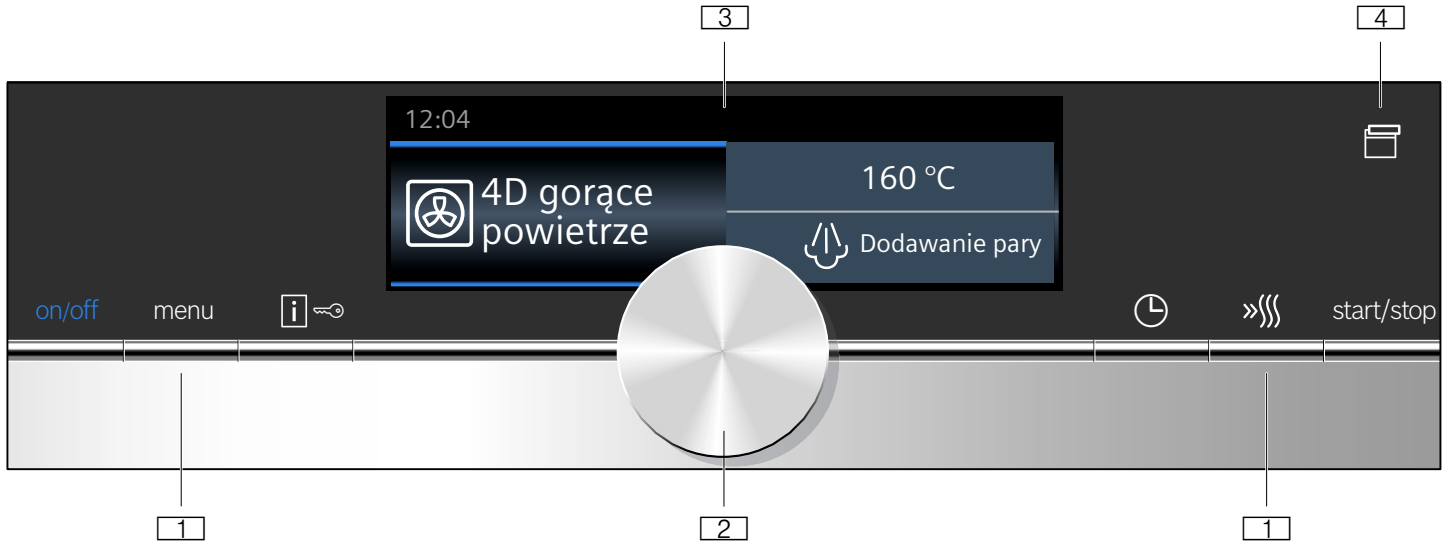 3
4
12:04
4D gorące
powietrze
160 °C
Dodawanie pary
on/off
menu
i
start/stop
1
2
1